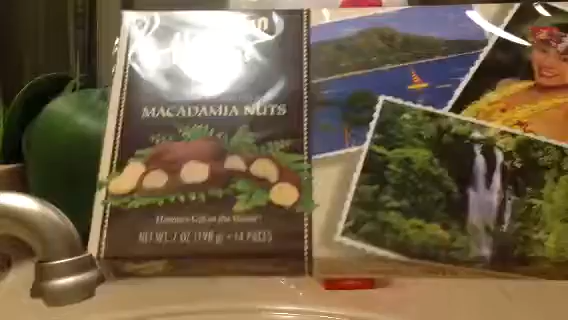 MACADAMIA NUTS
Hawaii's Gift to the World
NET WT. 7 OZ (198 g) • 14 PIECES